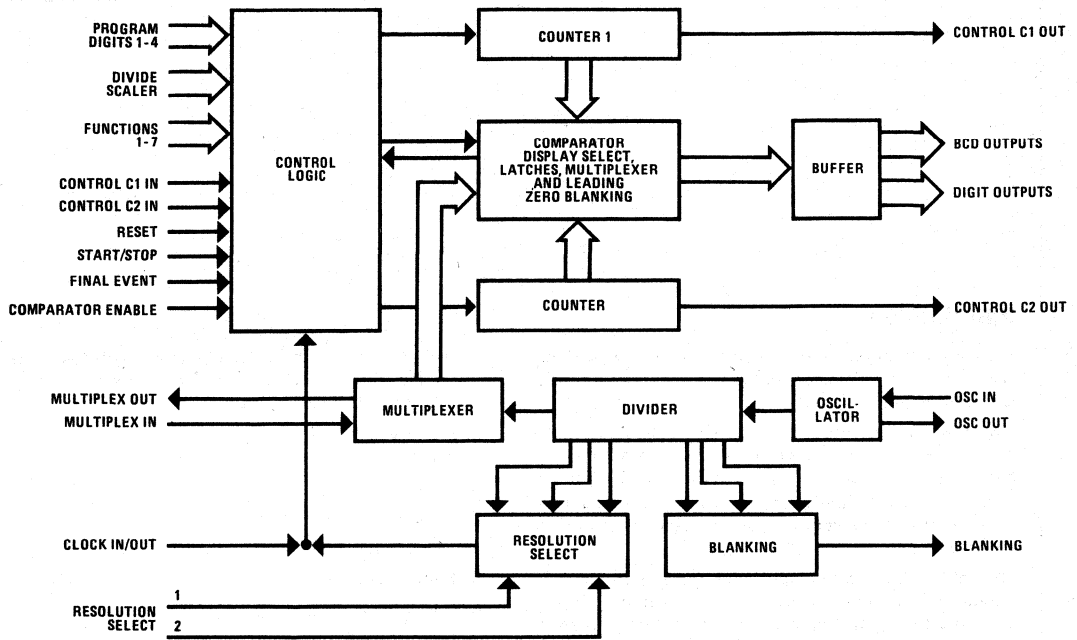 PROGRAM
DIGITS 1-4
DIVIDE
SCALER
FUNCTIONS
1-7
CONTROL C1 IN
CONTROL C2 IN
RESET
START/STOP
FINAL EVENT
COMPARATOR ENABLE
CONTROL
LOGIC
COUNTER 1
CONTROL C1 OUT
COMPARATOR
DISPLAY SELECT,
LATCHES, MULTIPLEXER
AND LEADING
ZERO BLANKING
BUFFER
BCD OUTPUTS
DIGIT OUTPUTS
COUNTER
CONTROL C2 OUT
MULTIPLEX OUT
MULTIPLEX IN
MULTIPLEXER
DIVIDER
OSCIL-
LATOR
OSC IN
OSC OUT
CLOCK IN/OUT
RESOLUTION
SELECT
BLANKING
BLANKING
RESOLUTION
SELECT
1
2